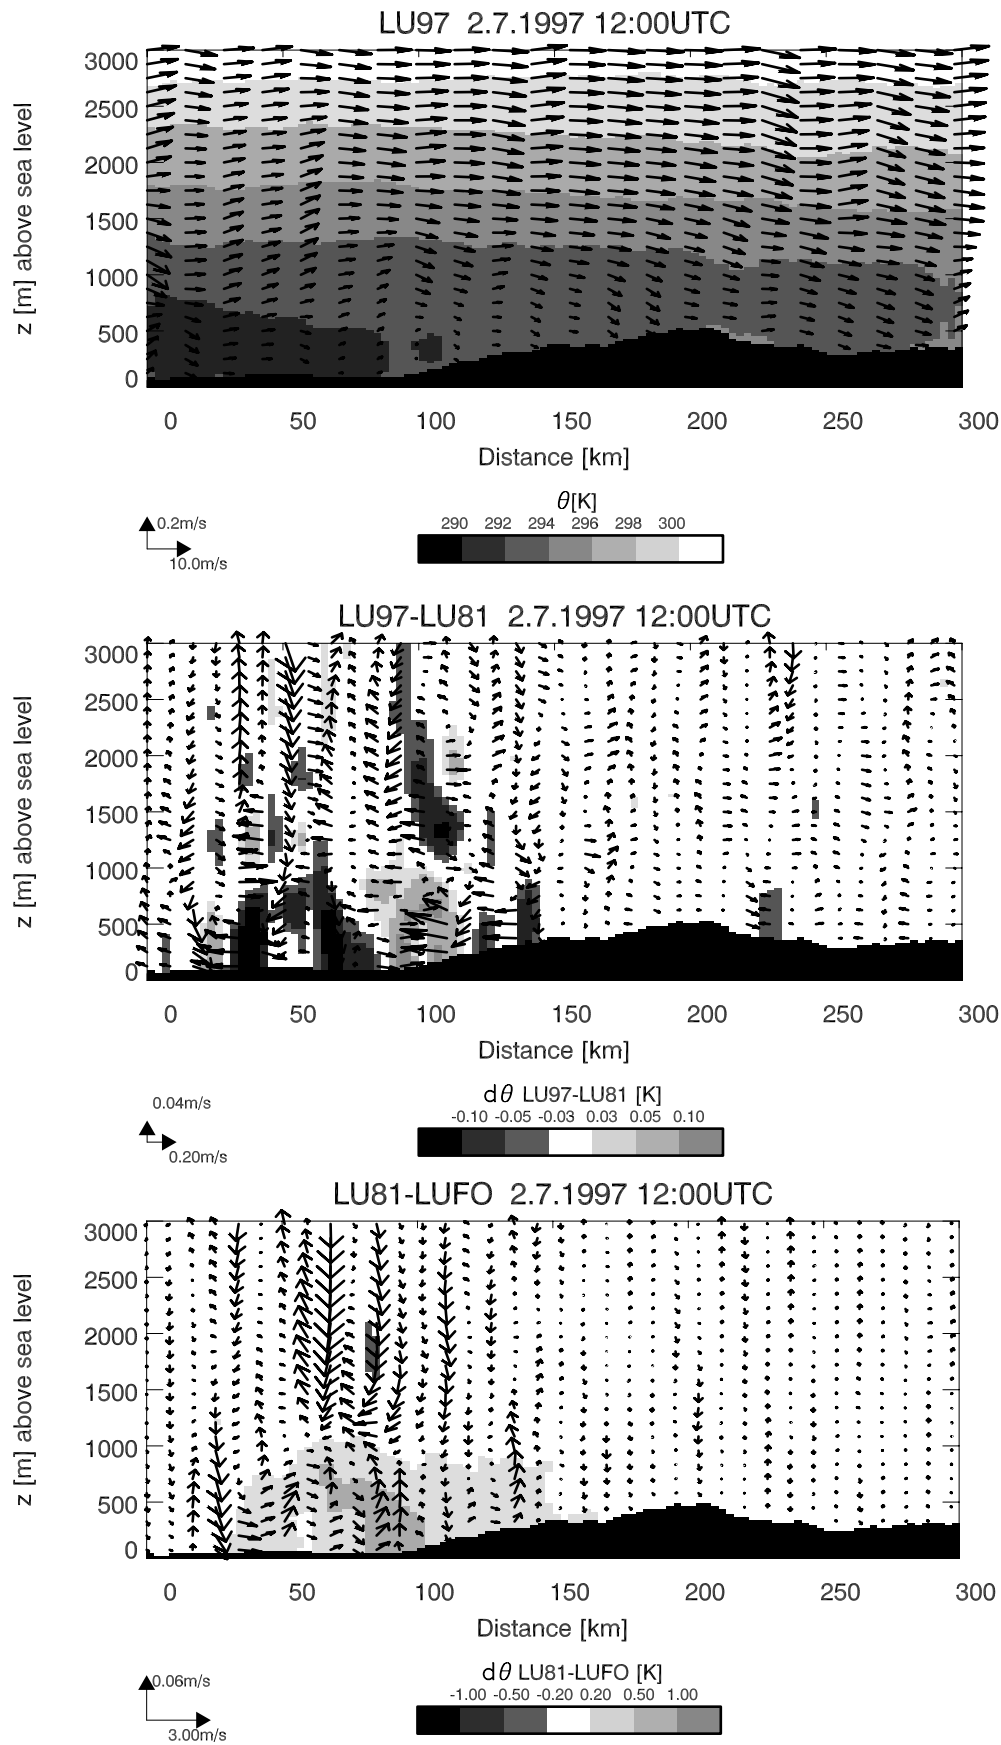 LU97 2.7.1997 12:00UTC
z [m] above sea level
3000
2500
2000
1500
1000
500
0
0 50 100 150 200 250 300
Distance [km]
θ[K]
0.2m/s
10.0m/s
290 292 294 296 298 300
LU97-LU81 2.7.1997 12:00UTC
z [m] above sea level
3000
2500
2000
1500
1000
500
0
0 50 100 150 200 250 300
Distance [km]
dθ LU97-LU81 [K]
0.04m/s
0.20m/s
-0.10 -0.05 -0.03 0.03 0.05 0.10
LU81-LUFO 2.7.1997 12:00UTC
z [m] above sea level
3000
2500
2000
1500
1000
500
0
0 50 100 150 200 250 300
Distance [km]
dθ LU81-LUFO [K]
0.06m/s
3.00m/s
-1.00 -0.50 -0.20 0.20 0.50 1.00